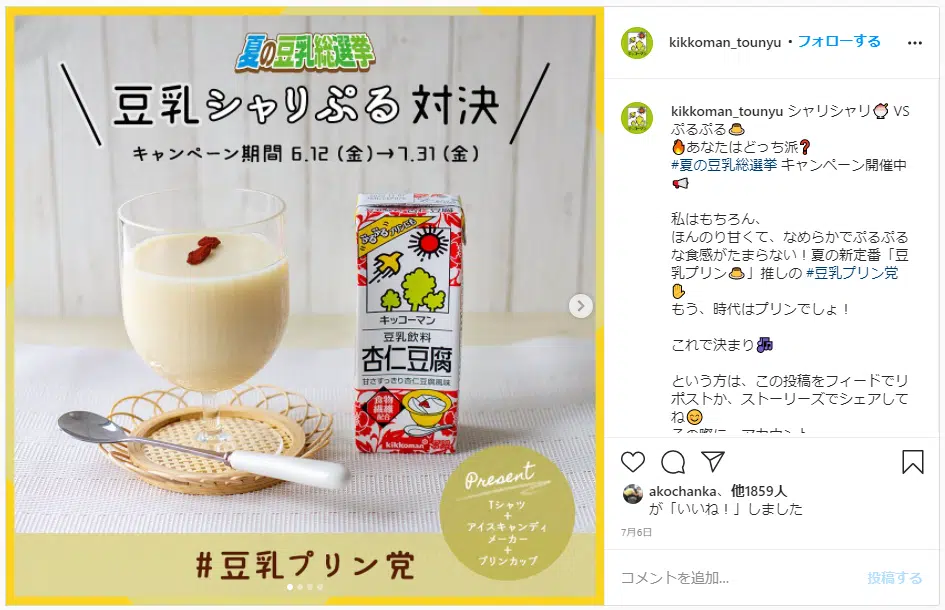 夏の豆乳総選挙
豆乳シャリぷる対決
キャンペーン期間 6.12(金)→7.31(金)
ぷるぷるプリンにも
キッコーマン
豆乳飲料
杏仁豆腐
甘さすっきり杏仁豆腐風味
食物
繊維
配合
kikkoman
Present
Tシャツ
+
アイスキャンディ
メーカー
+
プリンカップ
#豆乳プリン党
kikkoman_tounyu • フォローする
kikkoman_tounyu シャリシャリ🍧 VS
ぷるぷる🍮
🔥あなたはどっち派❓
#夏の豆乳総選挙 キャンペーン開催中
📢
私はもちろん、
ほんのり甘くて、なめらかでぷるぷる
な食感がたまらない!夏の新定番「豆
乳プリン🍮」推しの #豆乳プリン党
✋
もう、時代はプリンでしょ!
これで決まり🎆
という方は、この投稿をフィードでリ
ポストか、ストーリーズでシェアして
ね😊
akochanka、他1859人
が「いいね!」しました
7月6日
コメントを追加...
投稿する